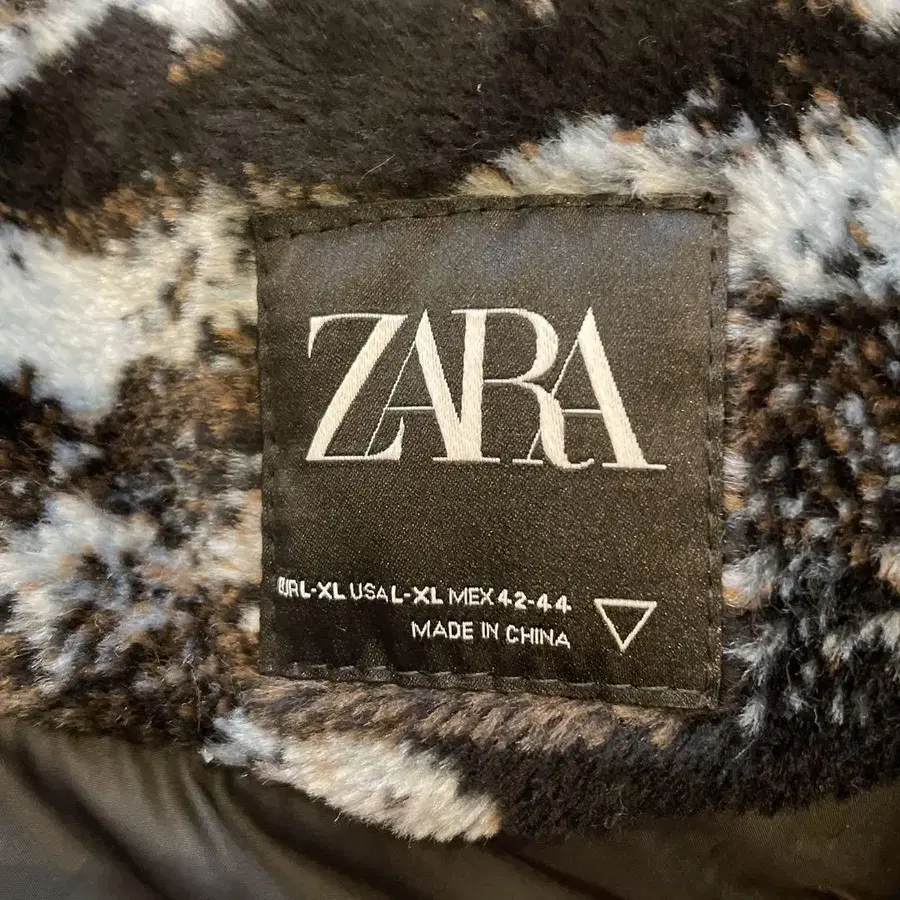 ZARA
EUR L-XL USA L-XL MEX 42-44
MADE IN CHINA